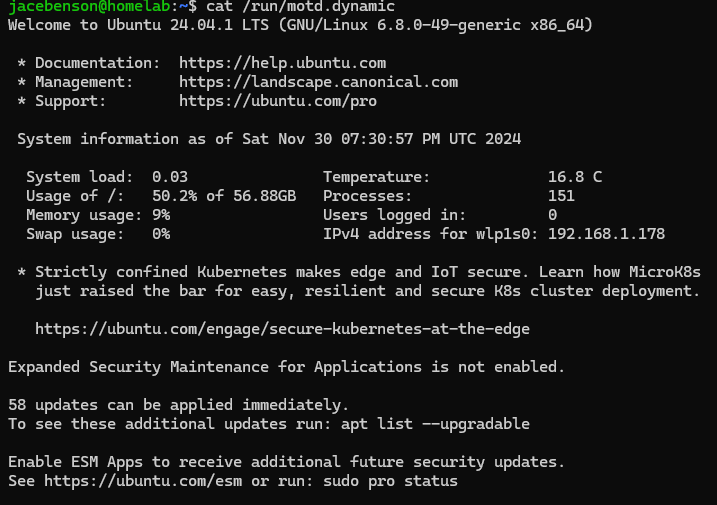 jacebenson@homelab:~$ cat /run/motd.dynamic
Welcome to Ubuntu 24.04.1 LTS (GNU/Linux 6.8.0-49-generic x86_64)

 * Documentation:  https://help.ubuntu.com
 * Management:     https://landscape.canonical.com
 * Support:        https://ubuntu.com/pro

 System information as of Sat Nov 30 07:30:57 PM UTC 2024

  System load:  0.03               Temperature:             16.8 C
  Usage of /:   50.2% of 56.88GB   Processes:               151
  Memory usage: 9%                 Users logged in:         0
  Swap usage:   0%                 IPv4 address for wlp1s0: 192.168.1.178

 * Strictly confined Kubernetes makes edge and IoT secure. Learn how MicroK8s
   just raised the bar for easy, resilient and secure K8s cluster deployment.

   https://ubuntu.com/engage/secure-kubernetes-at-the-edge

Expanded Security Maintenance for Applications is not enabled.

58 updates can be applied immediately.
To see these additional updates run: apt list --upgradable

Enable ESM Apps to receive additional future security updates.
See https://ubuntu.com/esm or run: sudo pro status